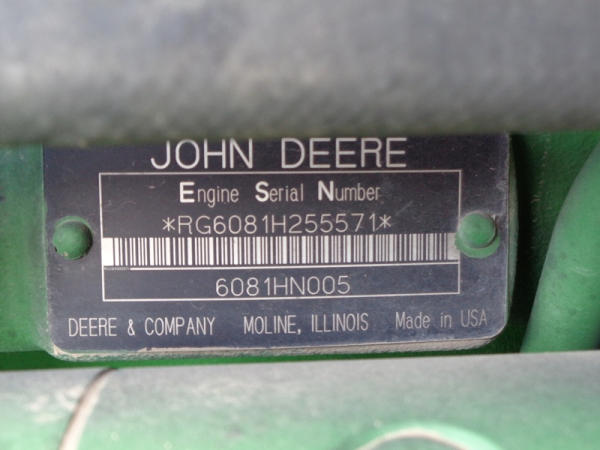 JOHN DEERE
Engine Serial Number
*RG6081H255571*
6081HN005
DEERE & COMPANY MOLINE, ILLINOIS Made in USA